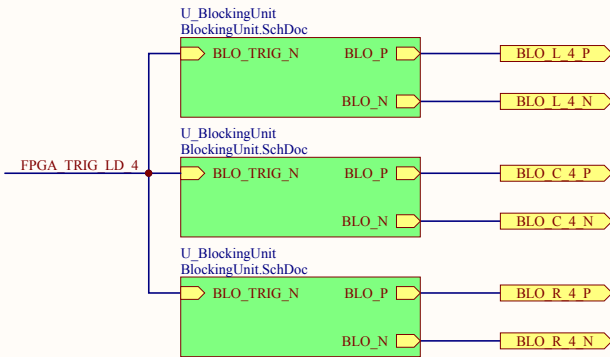 U_BlockingUnit
BlockingUnit.SchDoc
BLO_TRIG_N BLO_P BLO_L_4_P
BLO_N BLO_L_4_N
U_BlockingUnit
BlockingUnit.SchDoc
FPGA_TRIG_LD_4 BLO_TRIG_N BLO_P BLO_C_4_P
BLO_N BLO_C_4_N
U_BlockingUnit
BlockingUnit.SchDoc
BLO_TRIG_N BLO_P BLO_R_4_P
BLO_N BLO_R_4_N